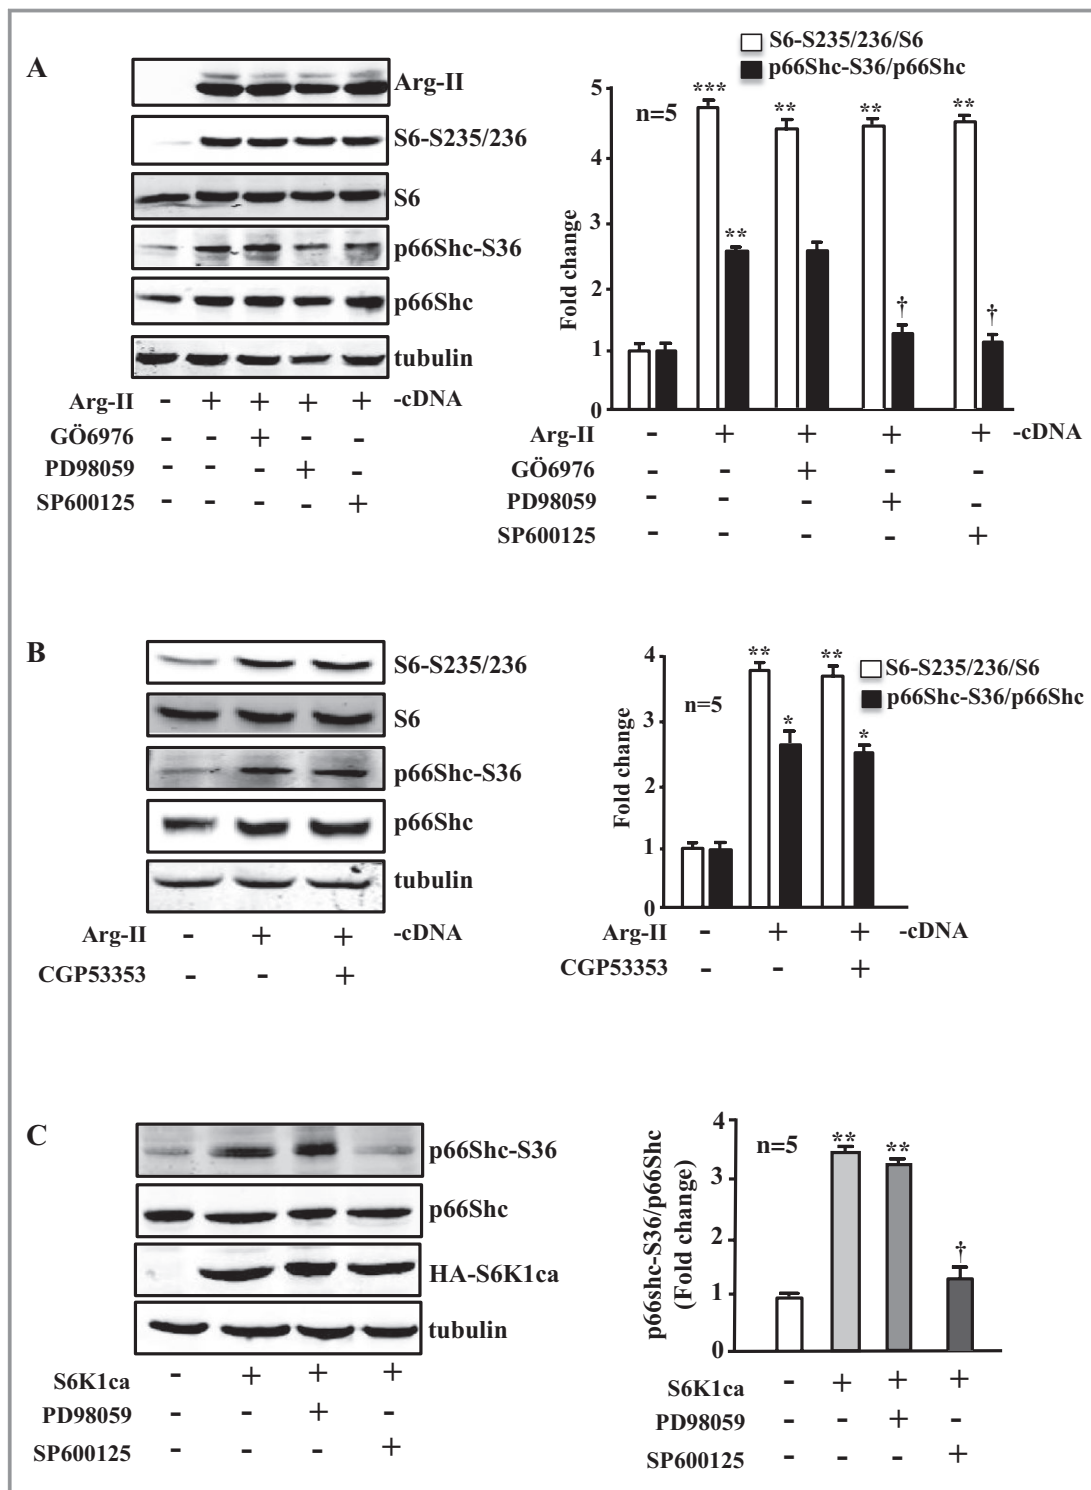 A
Arg-II
S6-S235/236
S6
p66Shc-S36
p66Shc
tubulin
Arg-II - + + + + -cDNA
GÖ6976 - - + - -
PD98059 - - - + -
SP600125 - - - - +
S6-S235/236/S6
p66Shc-S36/p66Shc
n=5
Fold change
5
4
3
2
1
0
*** ** ** **
**
† †
Arg-II - + + + + -cDNA
GÖ6976 - - + - -
PD98059 - - - + -
SP600125 - - - - +
B
S6-S235/236
S6
p66Shc-S36
p66Shc
tubulin
Arg-II - + + -cDNA
CGP53353 - - +
S6-S235/236/S6
p66Shc-S36/p66Shc
n=5
Fold change
4
3
2
1
0
** **
* *
Arg-II - + + -cDNA
CGP53353 - - +
C
p66Shc-S36
p66Shc
HA-S6K1ca
tubulin
S6K1ca - + + +
PD98059 - - + -
SP600125 - - - +
p66shc-S36/p66Shc
(Fold change)
n=5
4
3
2
1
0
** **
†
S6K1ca - + + +
PD98059 - - + -
SP600125 - - - +